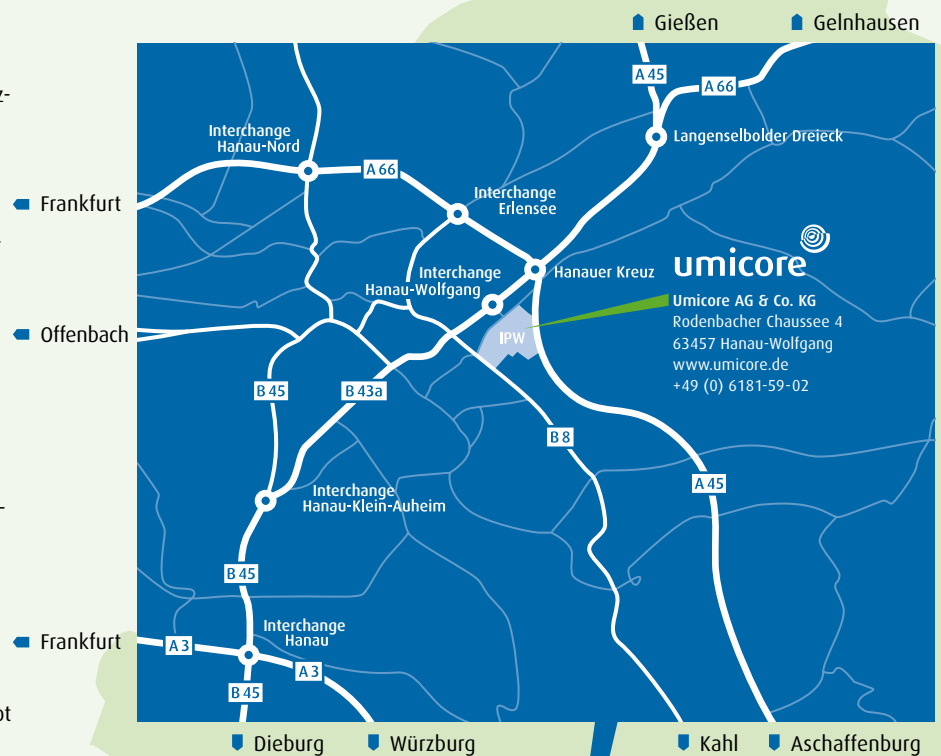 Gießen
Gelnhausen
A 45
A 66
z-
Interchange
Hanau-Nord
Langenselbolder Dreieck
A 66
Interchange
Erlensee
Frankfurt
umicore
Interchange
Hanau-Wolfgang
Hanauer Kreuz
Umicore AG & Co. KG
Rodenbacher Chaussee 4
63457 Hanau-Wolfgang
www.umicore.de
+49 (0) 6181-59-02
IPW
Offenbach
B 45
B 43a
B 8
A 45
Interchange
Hanau-Klein-Auheim
-
B 45
Interchange
Hanau
Frankfurt
A 3
A 3
B 45
ot
Dieburg
Würzburg
Kahl
Aschaffenburg